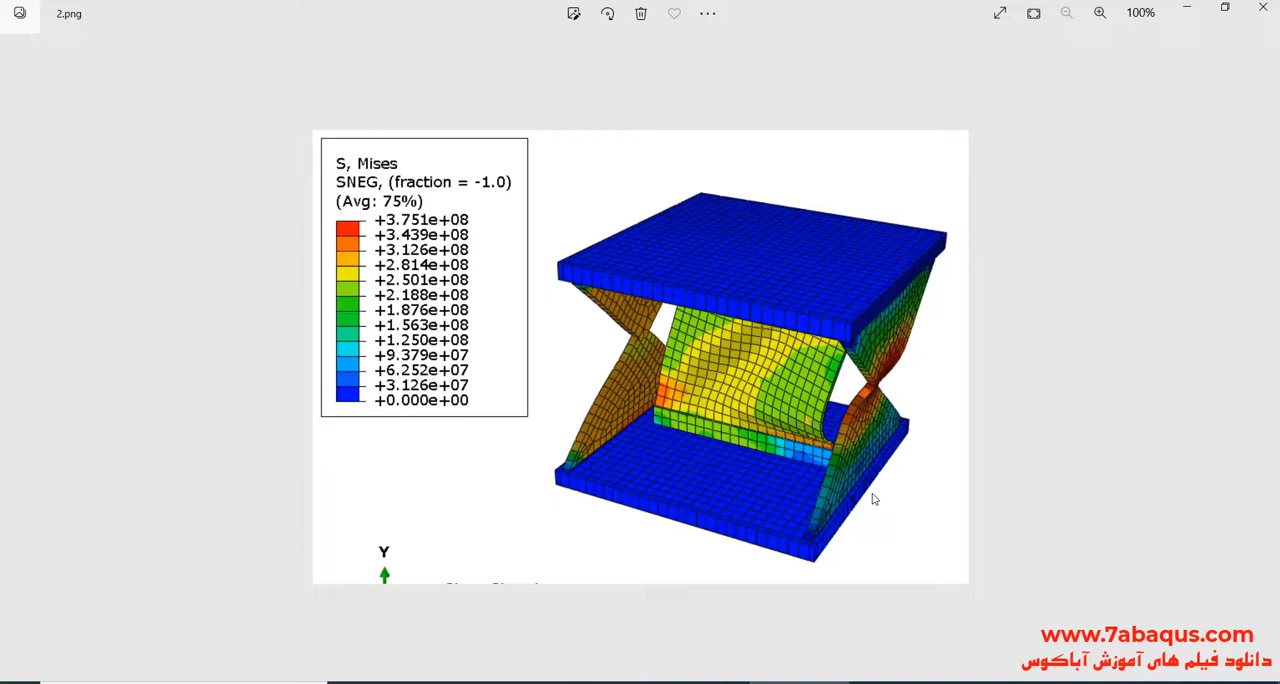 2.png
100%
S, Mises
SNEG, (fraction = -1.0)
(Avg: 75%)
+3.751e+08
+3.439e+08
+3.126e+08
+2.814e+08
+2.501e+08
+2.188e+08
+1.876e+08
+1.563e+08
+1.250e+08
+9.379e+07
+6.252e+07
+3.126e+07
+0.000e+00
Y
www.7abaqus.com
دانلود فیلم های آموزش آباکوس